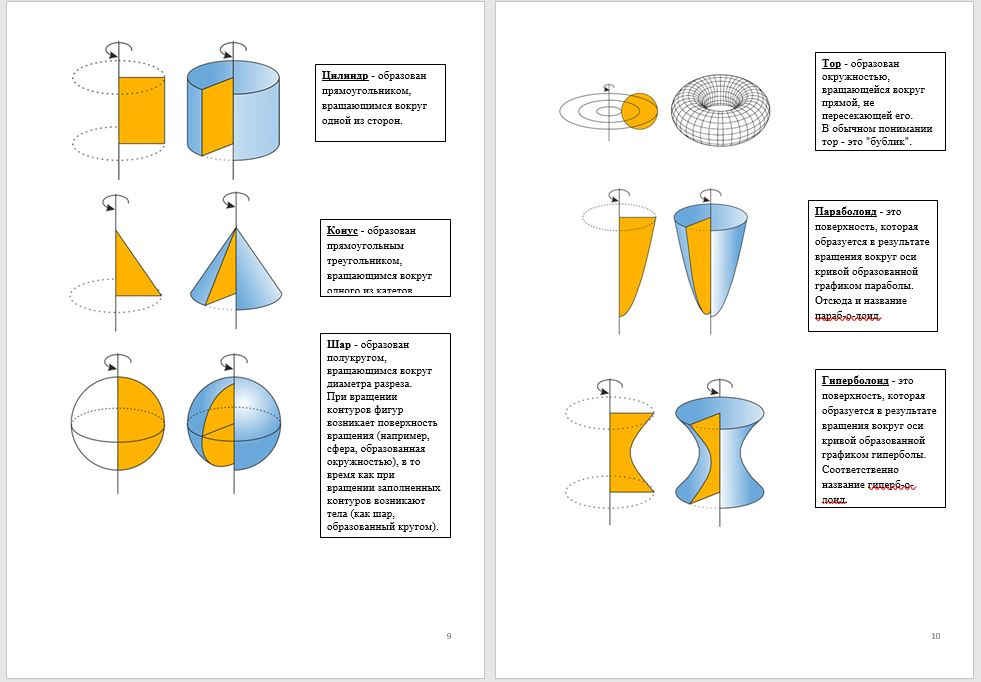 Цилиндр - образован
прямоугольником,
вращающимся вокруг
одной из сторон.
Конус - образован
прямоугольным
треугольником,
вращающимся вокруг
одного из катетов
Шар - образован
полукругом,
вращающимся вокруг
диаметра разреза.
При вращении
контуров фигур
возникает поверхность
вращения (например,
сфера, образованная
окружностью), в то
время как при
вращении заполненных
контуров возникают
тела (как шар,
образованный кругом).
9
Тор - образован
окружностью,
вращающейся вокруг
прямой, не
пересекающей его.
В обычном понимании
тор - это "бублик".
Параболоид - это
поверхность, которая
образуется в результате
вращения вокруг оси
кривой образованной
графиком параболы.
Отсюда и название
параб-о-лоид.
Гиперболоид - это
поверхность, которая
образуется в результате
вращения вокруг оси
кривой образованной
графиком гиперболы.
Соответственно
название гиперб-о-
лоид.
10